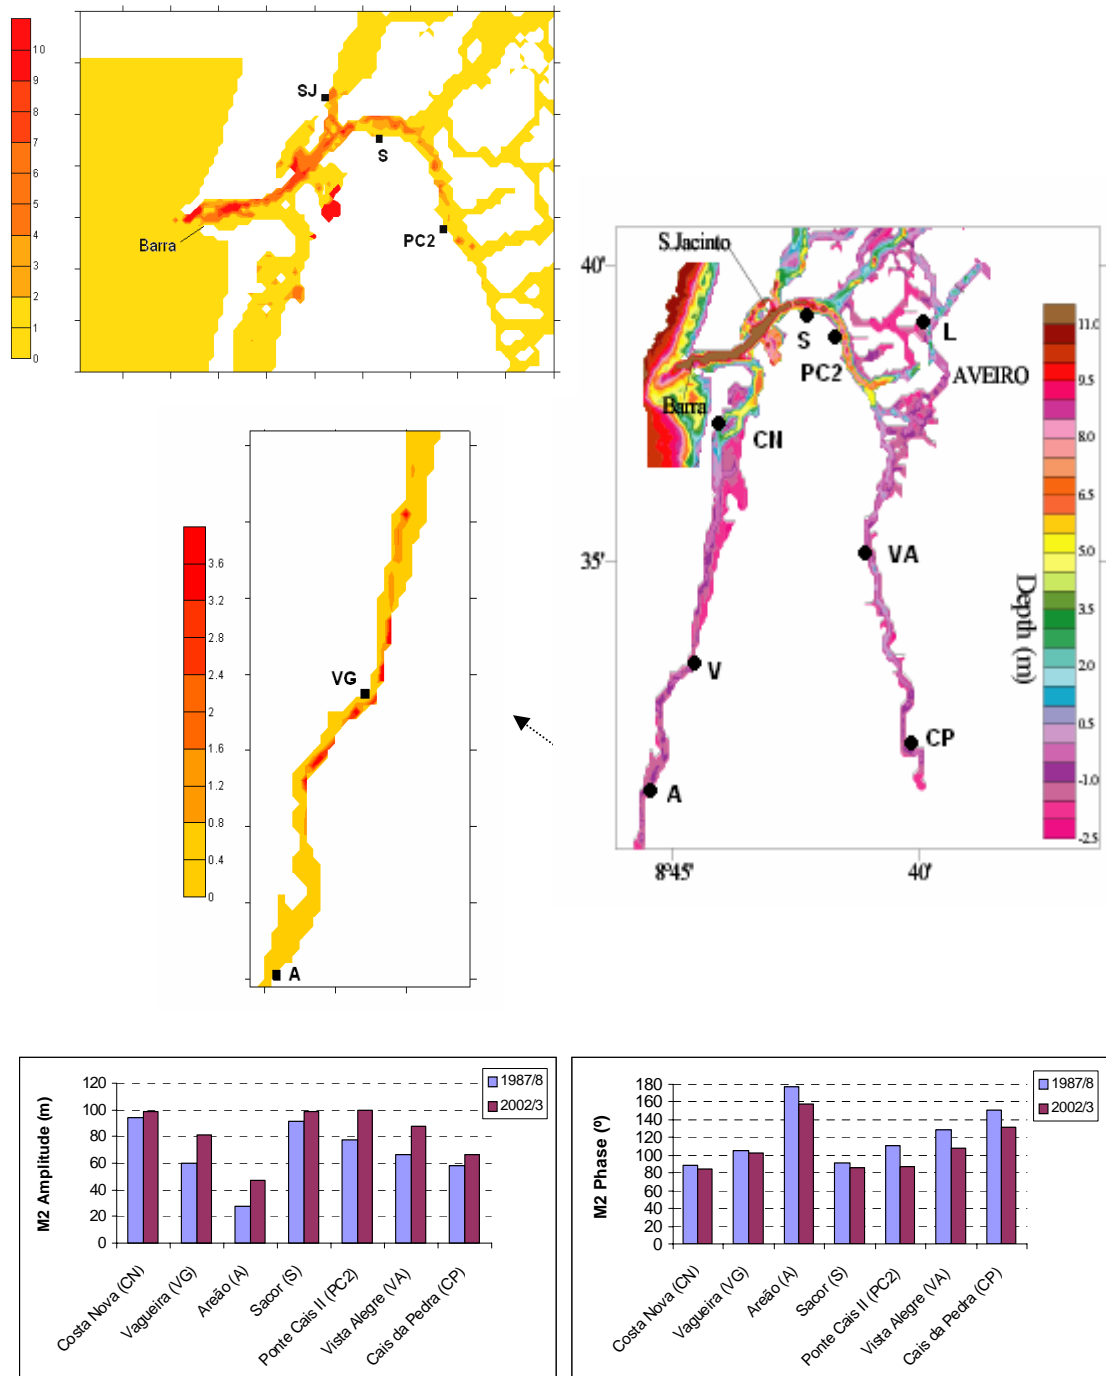 10
9
8
7
6
5
4
3
2
1
0
SJ
S
Barra
PC2
S.Jacinto
40'
S
PC2
L
AVEIRO
Barra
CN
35'
VA
V
CP
A
8º45'
40'
11.0
9.5
8.0
6.5
5.0
3.5
2.0
0.5
-1.0
-2.5
Depth (m)
3.6
3.2
2.8
2.4
2
1.6
1.2
0.8
0.4
0
VG
A
M2 Amplitude (m)
120
100
80
60
40
20
0
1987/8
2002/3
Costa Nova (CN)
Vagueira (VG)
Areão (A)
Sacor (S)
Ponte Cais II (PC2)
Vista Alegre (VA)
Cais da Pedra (CP)
M2 Phase (º)
180
160
140
120
100
80
60
40
20
0
1987/8
2002/3
Costa Nova (CN)
Vagueira (VG)
Areão (A)
Sacor (S)
Ponte Cais II (PC2)
Vista Alegre (VA)
Cais da Pedra (CP)